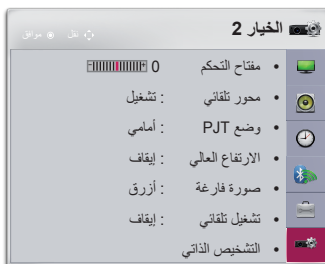 الخيار 2
نقل موافق
• مفتاح التحكم 0
• محور تلقائي : تشغيل
• وضع PJT : أمامي
• الارتفاع العالي : إيقاف
• صورة فارغة : أزرق
• تشغيل تلقائي : إيقاف
• التشخيص الذاتي